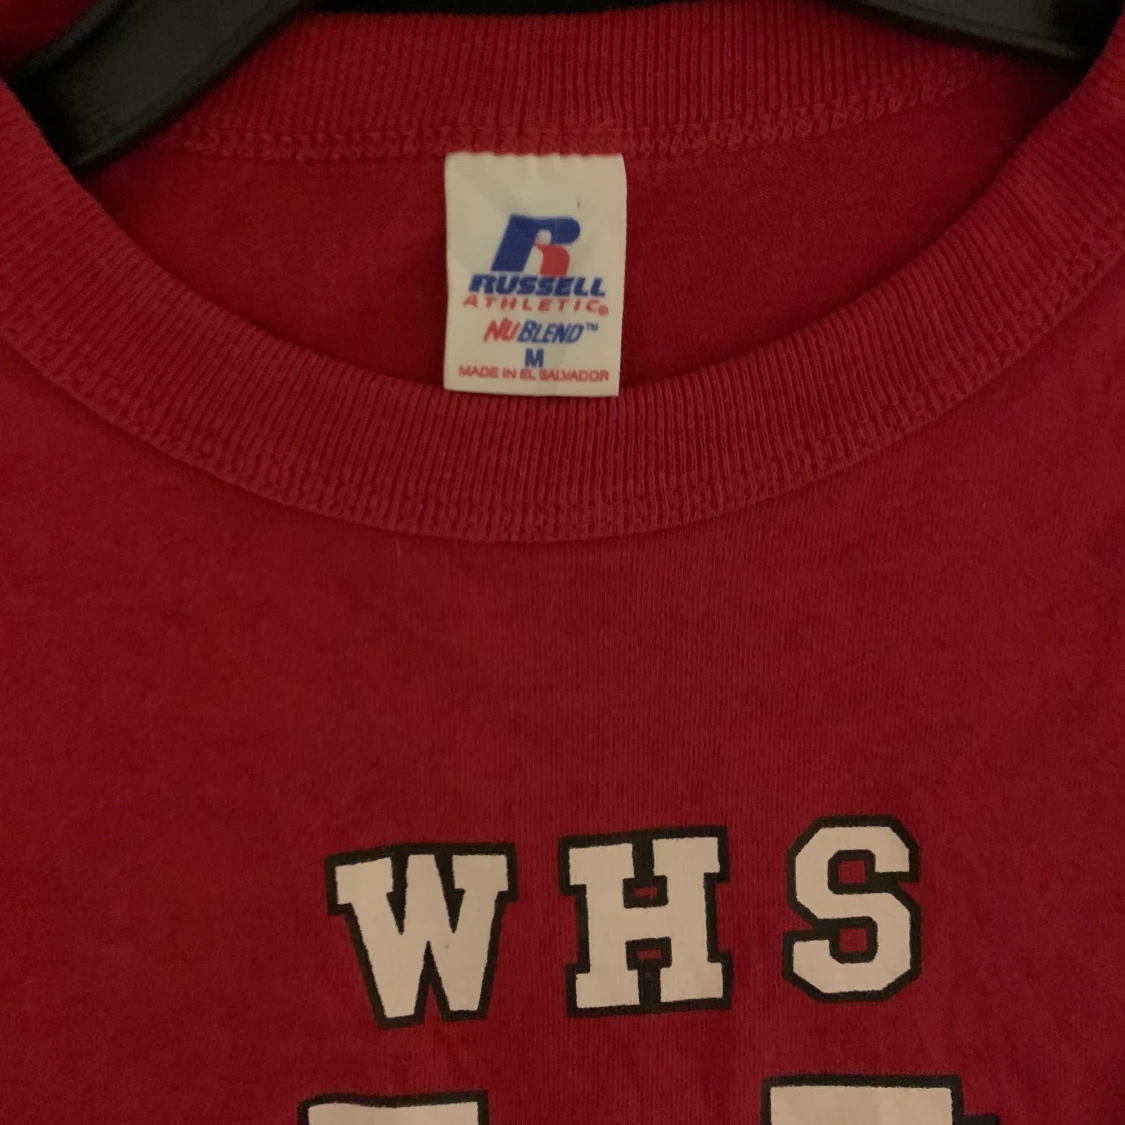 RUSSELL
ATHLETIC®
NUBLEND™
M
MADE IN EL SALVADOR
WHS